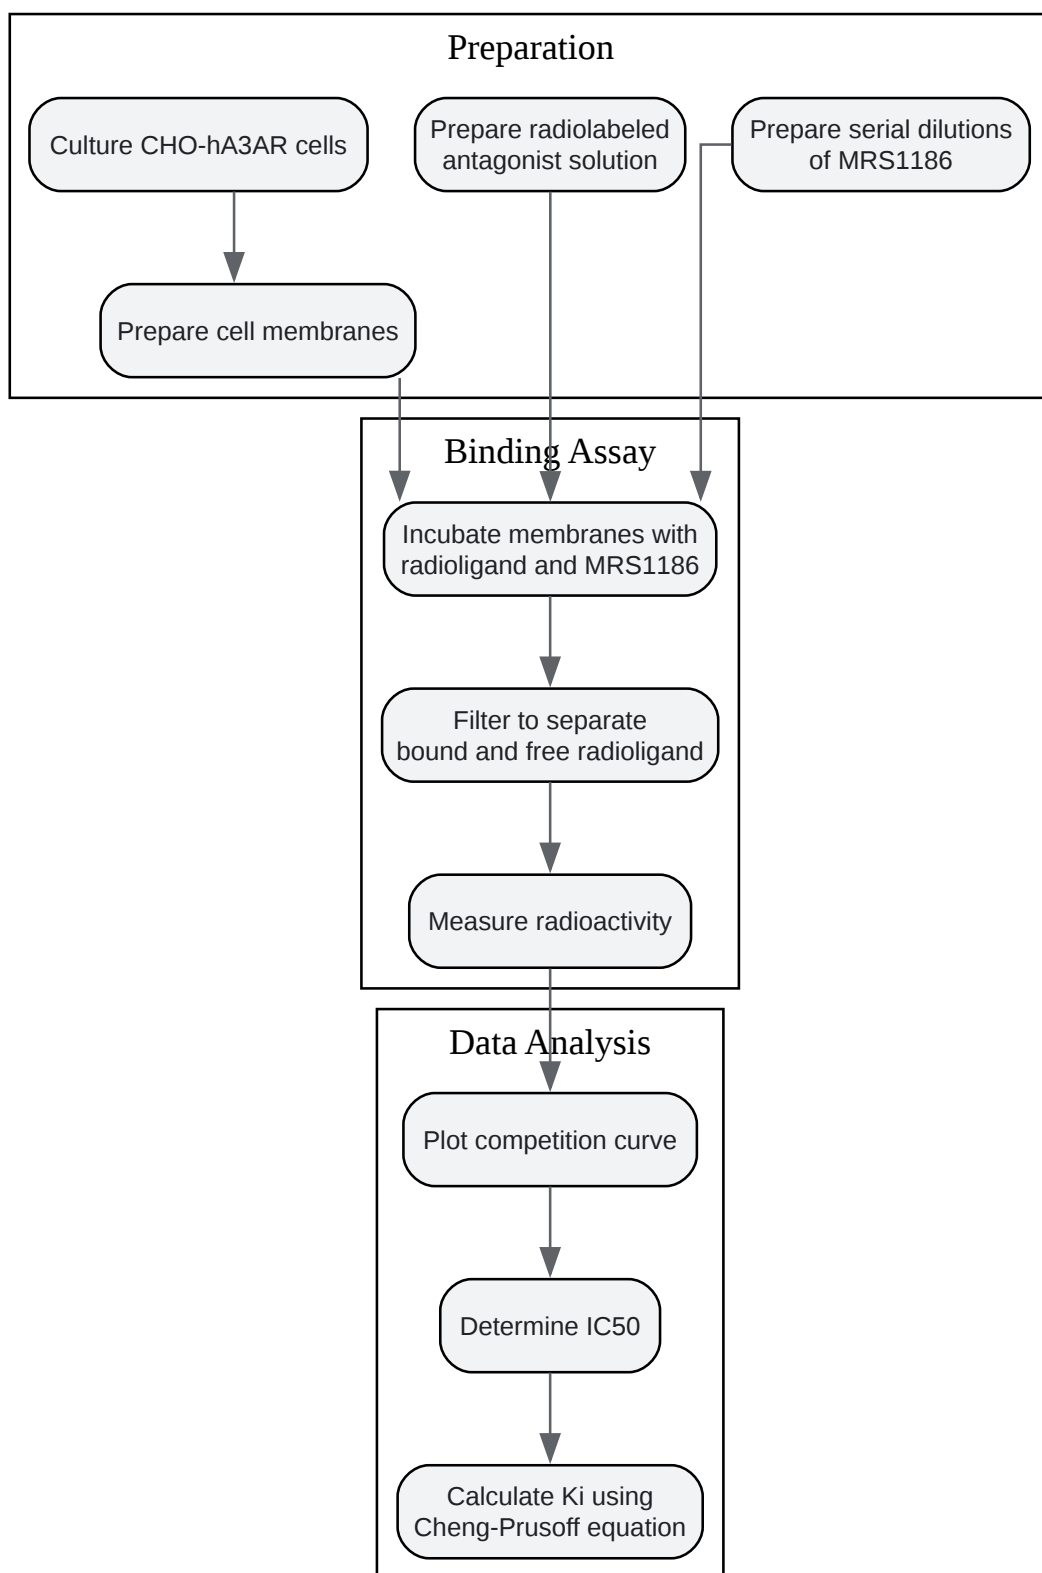 Preparation
Culture CHO-hA3AR cells
Prepare radiolabeled
antagonist solution
Prepare serial dilutions
of MRS1186
Prepare cell membranes
Binding Assay
Incubate membranes with
radioligand and MRS1186
Filter to separate
bound and free radioligand
Measure radioactivity
Data Analysis
Plot competition curve
Determine IC50
Calculate Ki using
Cheng-Prusoff equation